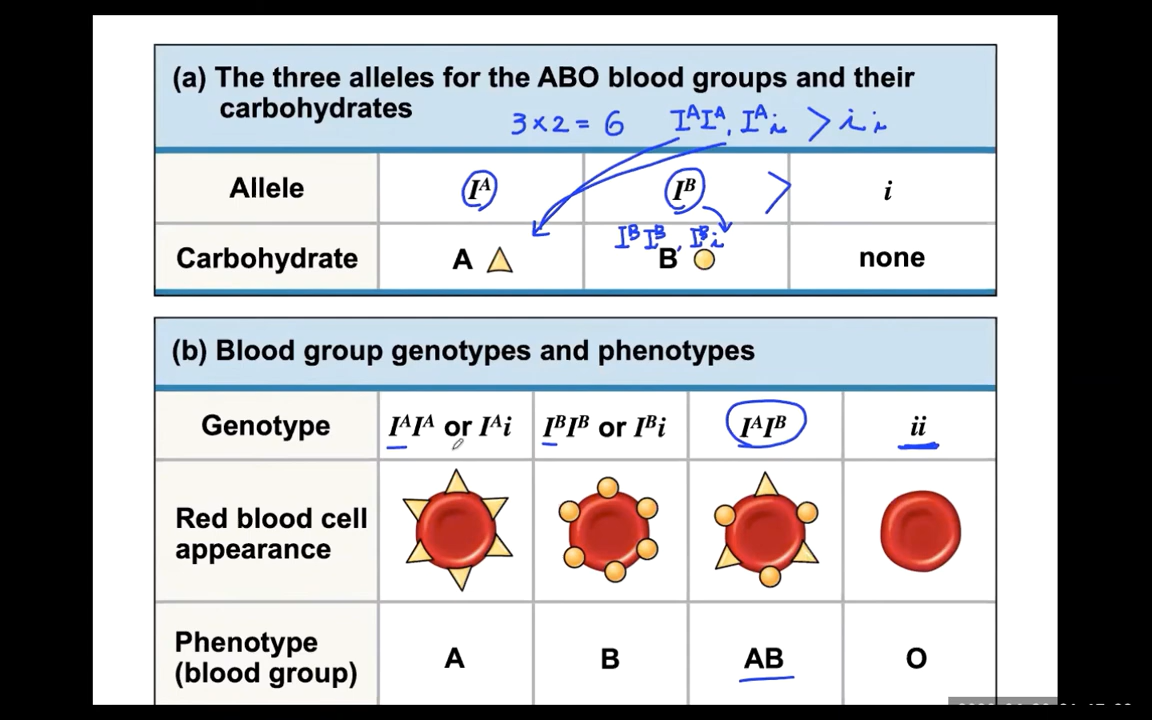 (a) The three alleles for the ABO blood groups and their
carbohydrates
3 × 2 = 6 IᴬIᴬ, Iᴬi > i i
Allele Iᴬ Iᴮ > i
IᴮIᴮ, Iᴮi
Carbohydrate A B none
(b) Blood group genotypes and phenotypes
Genotype IᴬIᴬ or Iᴬi IᴮIᴮ or Iᴮi IᴬIᴮ ii
Red blood cell
appearance
Phenotype
(blood group) A B AB O